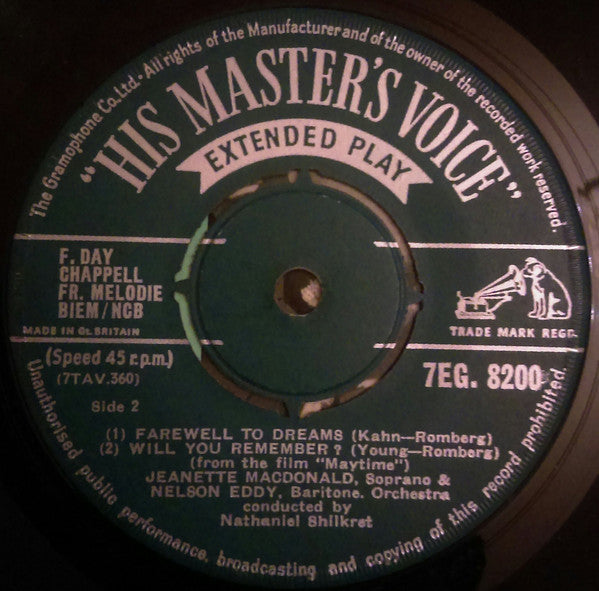 The Gramophone Co. Ltd. · All rights of the Manufacturer and of the owner of the recorded work reserved.
"HIS MASTER'S VOICE"
EXTENDED PLAY
F. DAY
CHAPPELL
FR. MELODIE
BIEM/NCB
MADE IN GT. BRITAIN
TRADE MARK REGD.
(Speed 45 r.p.m.)
(7TAV.360)
7EG. 8200
Side 2
(1) FAREWELL TO DREAMS (Kahn—Romberg)
(2) WILL YOU REMEMBER? (Young—Romberg)
(from the film "Maytime")
JEANETTE MACDONALD, Soprano &
NELSON EDDY, Baritone. Orchestra
conducted by
Nathaniel Shilkret
Unauthorised public performance, broadcasting and copying of this record prohibited.